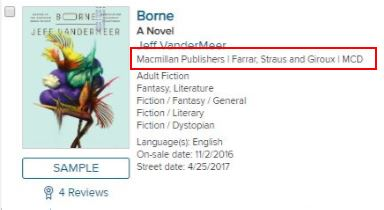 BORNE
JEFF VANDERMEER
SAMPLE
4 Reviews
Borne
A Novel
Jeff VanderMeer
Macmillan Publishers | Farrar, Straus and Giroux | MCD
Adult Fiction
Fantasy, Literature
Fiction / Fantasy / General
Fiction / Literary
Fiction / Dystopian
Language(s): English
On-sale date: 11/2/2016
Street date: 4/25/2017